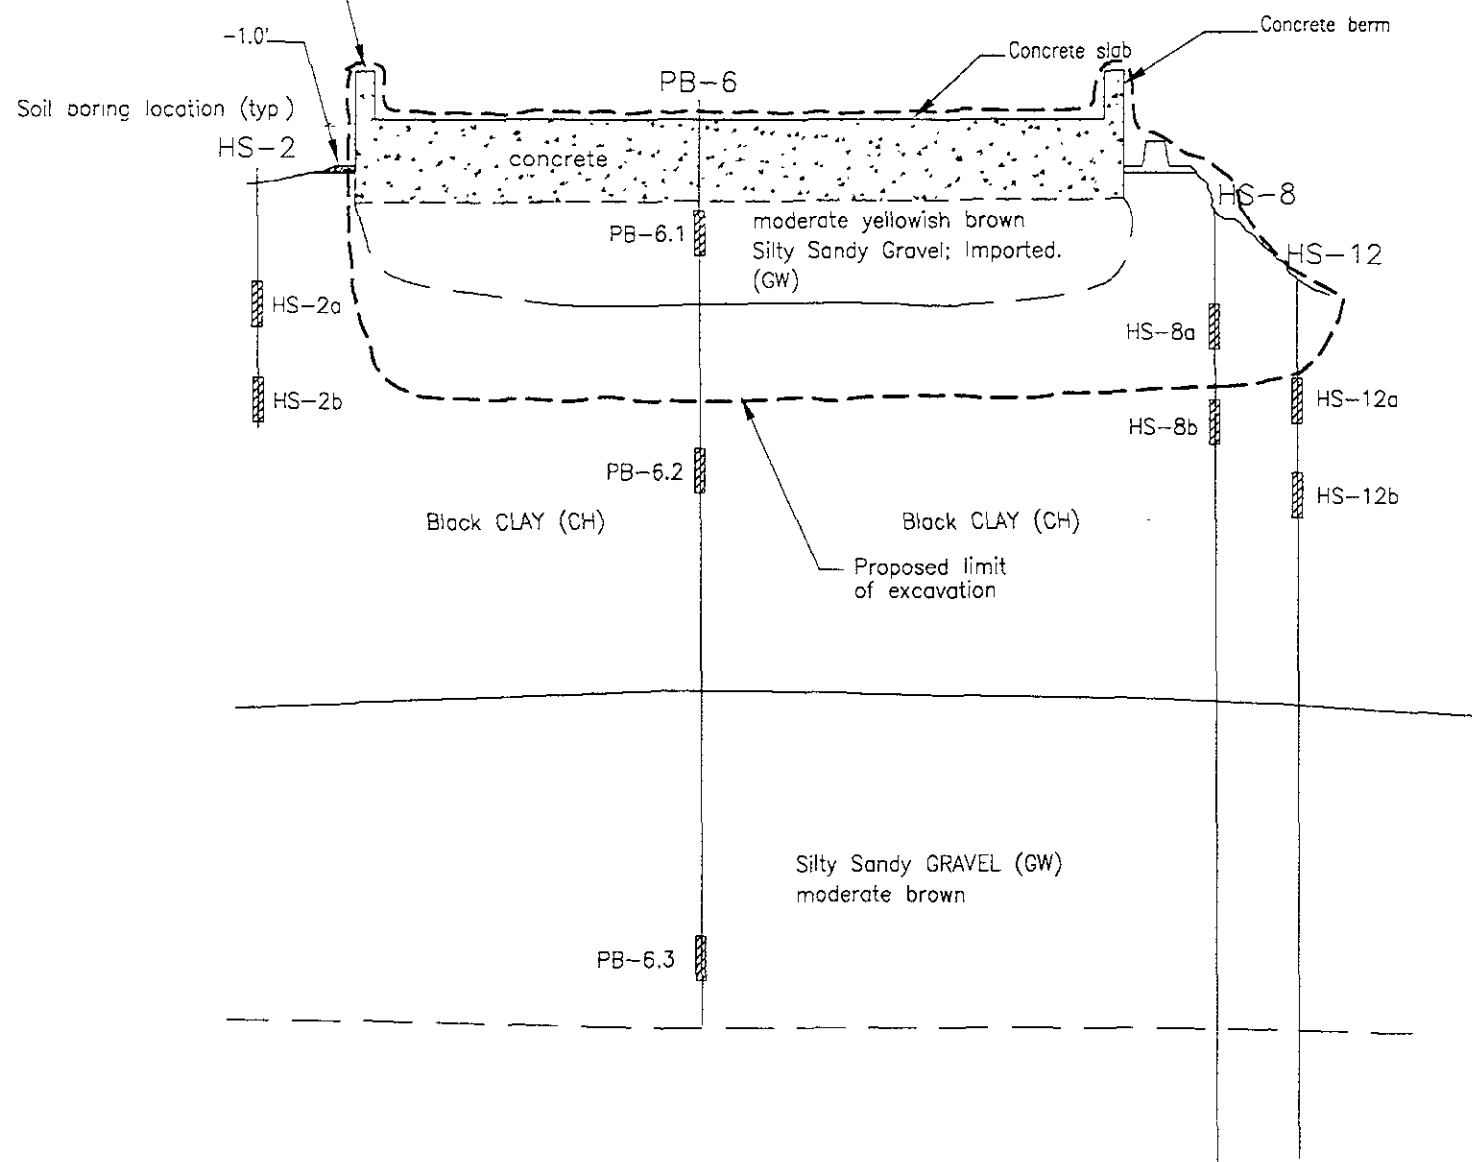 Concrete berm
-1.0'
Concrete slab
PB-6
Soil boring location (typ)
HS-2
concrete
HS-8
moderate yellowish brown
PB-6.1
Silty Sandy Gravel; Imported.
HS-12
(GW)
HS-2a
HS-8a
HS-2b
HS-12a
HS-8b
PB-6.2
HS-12b
Black CLAY (CH)
Black CLAY (CH)
Proposed limit
of excavation
Silty Sandy GRAVEL (GW)
moderate brown
PB-6.3